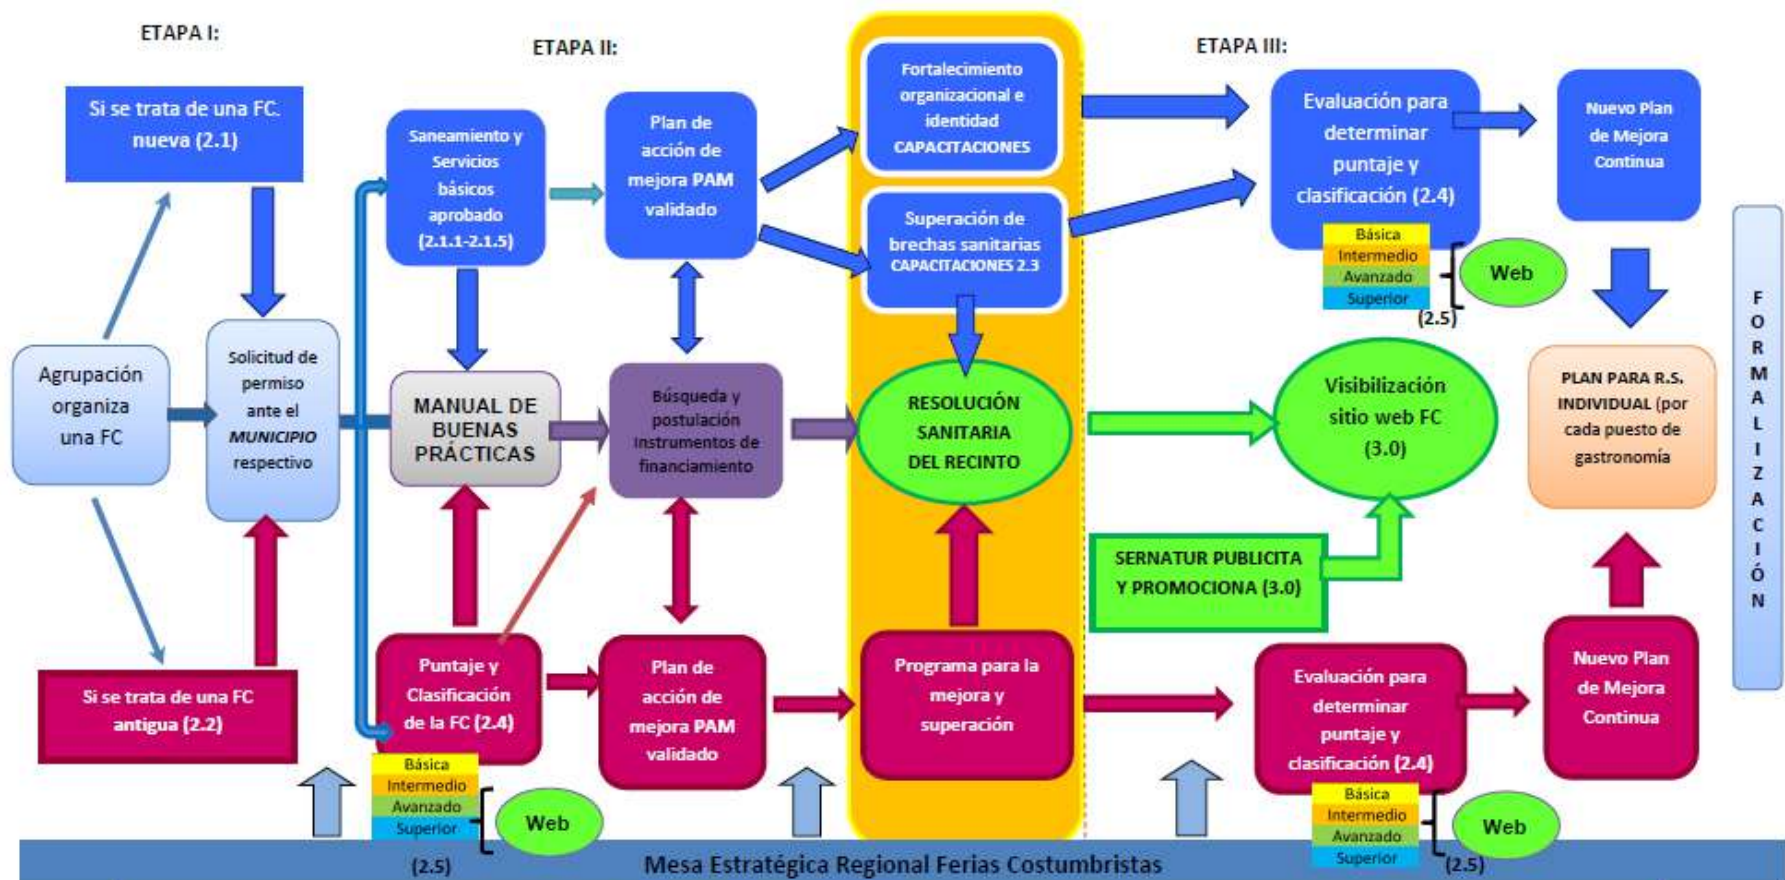 ETAPA I:
Si se trata de una FC.
nueva (2.1)
Agrupación
organiza
una FC
Solicitud de
permiso
ante el
MUNICIPIO
respectivo
Si se trata de una FC
antigua (2.2)
ETAPA II:
Saneamiento y
Servicios
básicos
aprobado
(2.1.1-2.1.5)
Plan de
acción de
mejora PAM
validado
MANUAL DE
BUENAS
PRÁCTICAS
Búsqueda y
postulación
Instrumentos de
financiamiento
Puntaje y
Clasificación
de la FC (2.4)
Básica
Intermedio
Avanzado
Superior
(2.5)
Web
Plan de
acción de
mejora PAM
validado
Fortalecimiento
organizacional e
identidad
CAPACITACIONES
Superación de
brechas sanitarias
CAPACITACIONES 2.3
RESOLUCIÓN
SANITARIA
DEL RECINTO
Programa para la
mejora y
superación
ETAPA III:
Evaluación para
determinar
puntaje y
clasificación (2.4)
Básica
Intermedio
Avanzado
Superior
(2.5)
Web
Nuevo Plan
de Mejora
Continua
Visibilización
sitio web FC
(3.0)
SERNATUR PUBLICITA
Y PROMOCIONA (3.0)
PLAN PARA R.S.
INDIVIDUAL (por
cada puesto de
gastronomía
Evaluación para
determinar
puntaje y
clasificación (2.4)
Básica
Intermedio
Avanzado
Superior
(2.5)
Web
Nuevo Plan
de Mejora
Continua
FORMALIZACIÓN
Mesa Estratégica Regional Ferias Costumbristas